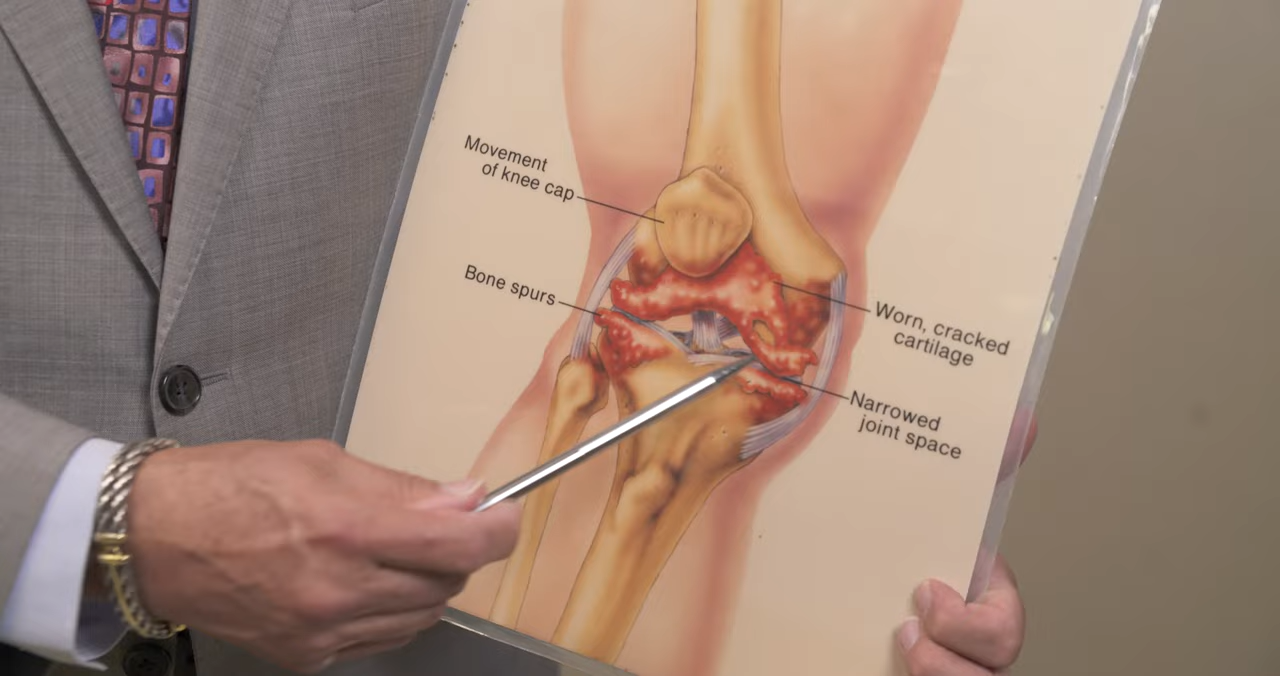 Movement
of knee cap
Bone spurs
Worn, cracked
cartilage
Narrowed
joint space